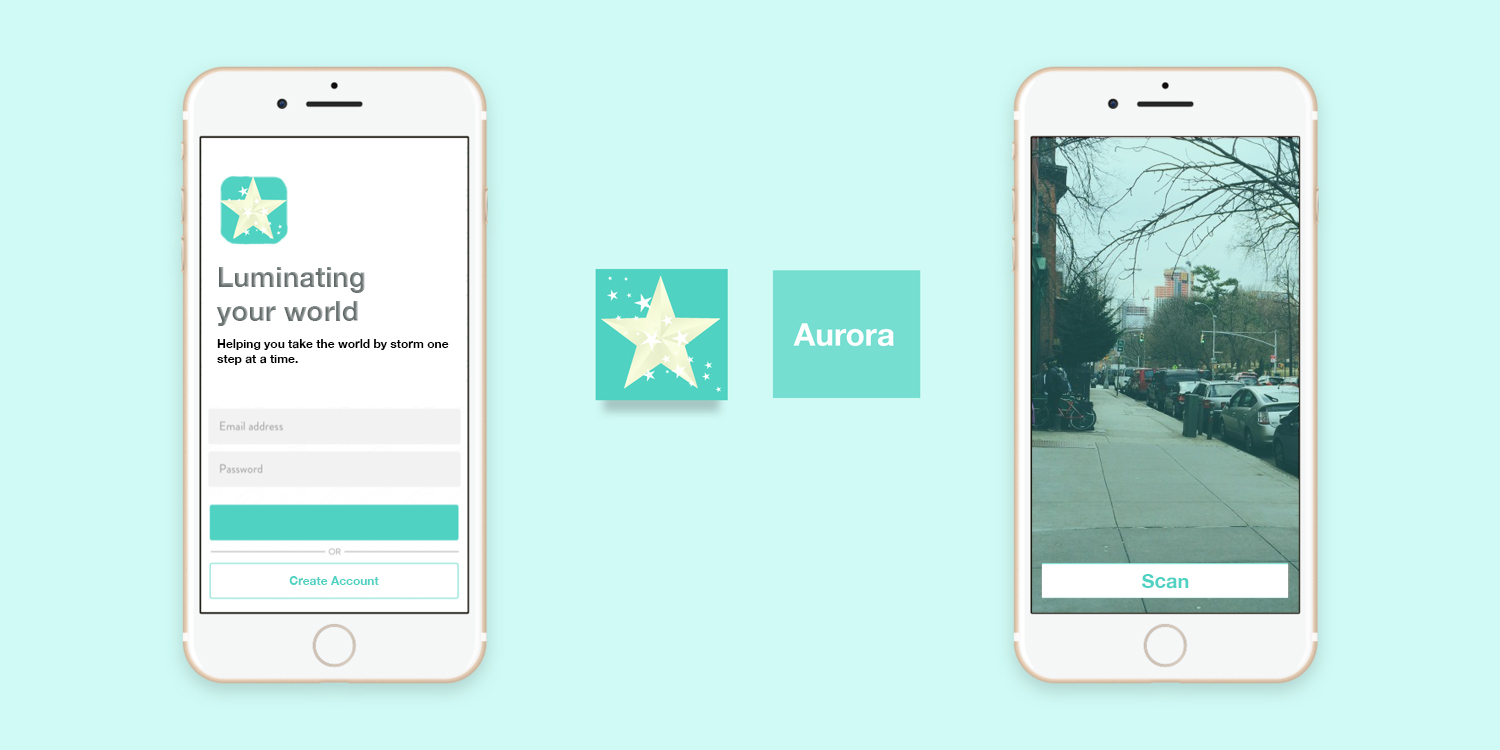 Luminating
your world
Helping you take the world by storm one
step at a time.
Email address
Password
OR
Create Account
Aurora
Scan